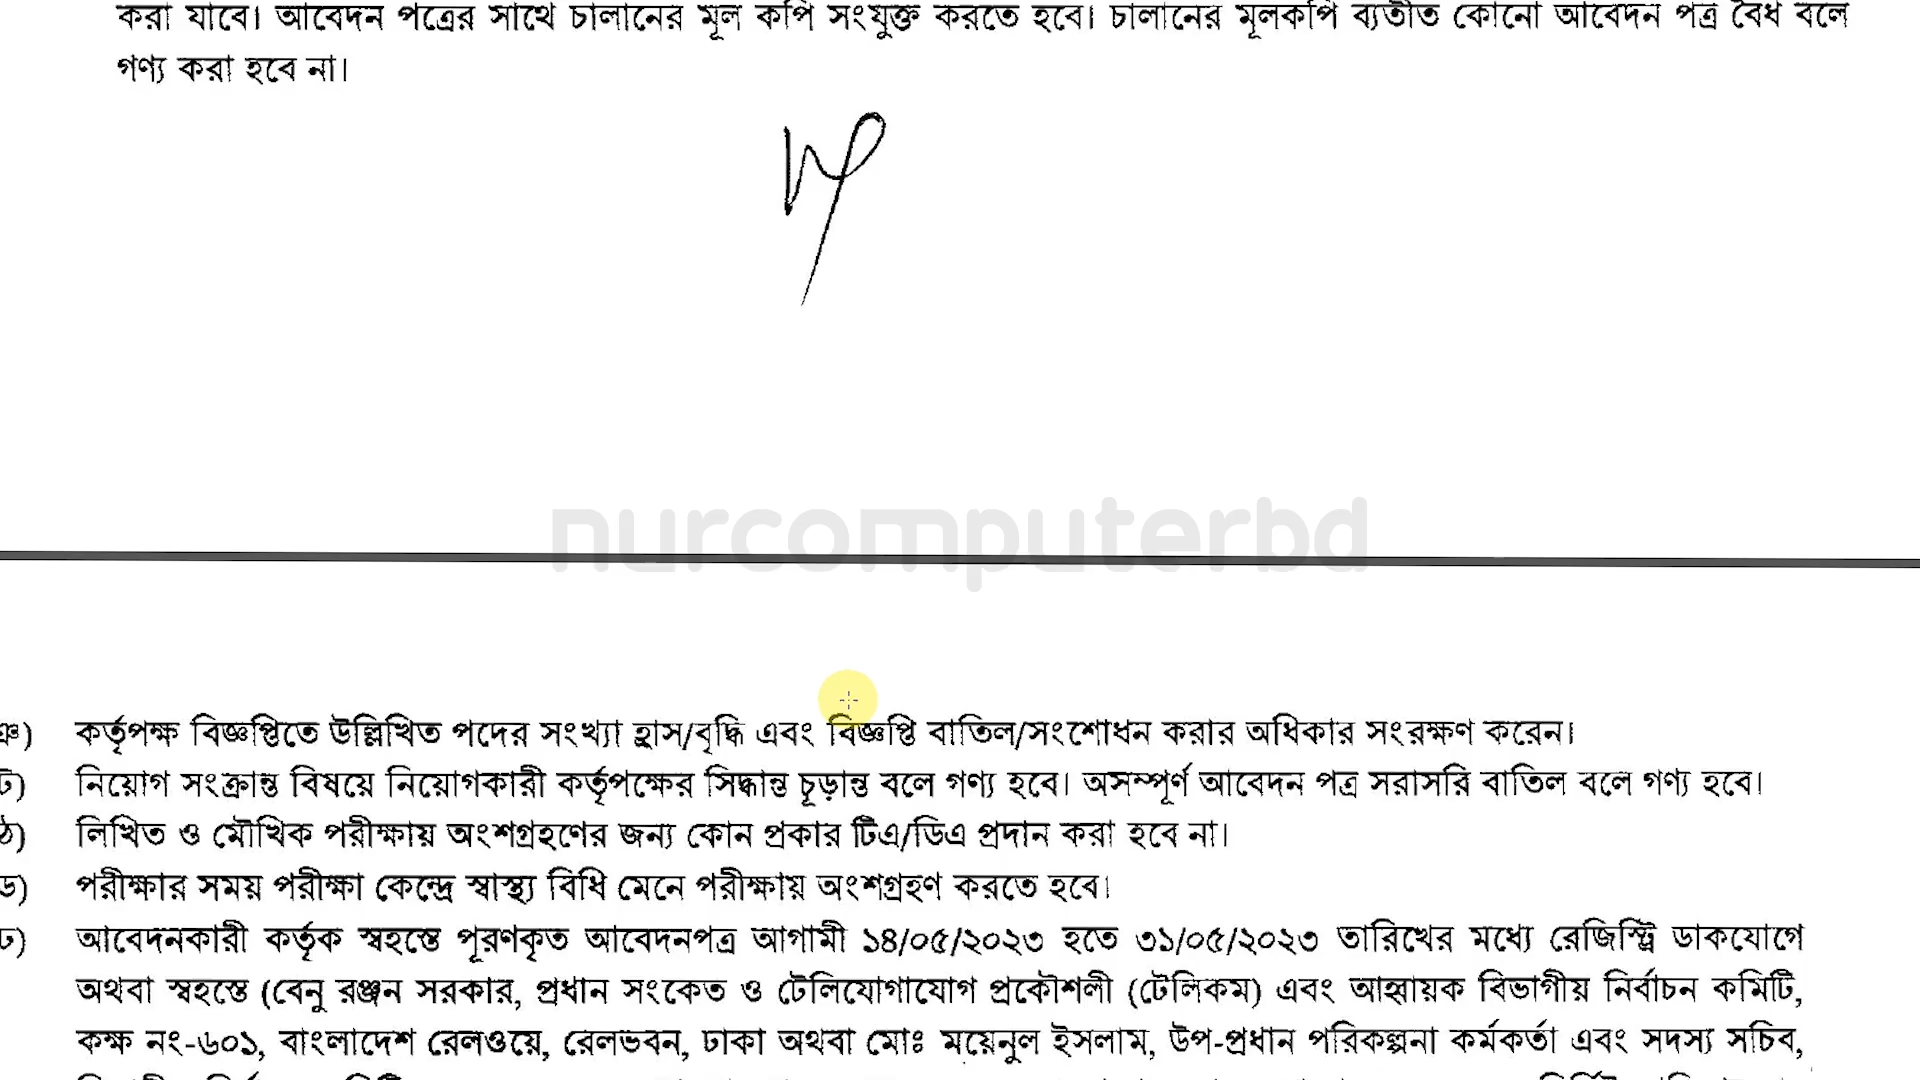 করা যাবে। আবেদন পত্রের সাথে চালানের মূল কপি সংযুক্ত করতে হবে। চালানের মূলকপি ব্যতীত কোনো আবেদন পত্র বৈধ বলে
গণ্য করা হবে না।
nurcomputerbd
ঞ) কর্তৃপক্ষ বিজ্ঞপ্তিতে উল্লিখিত পদের সংখ্যা হ্রাস/বৃদ্ধি এবং বিজ্ঞপ্তি বাতিল/সংশোধন করার অধিকার সংরক্ষণ করেন।
ট) নিয়োগ সংক্রান্ত বিষয়ে নিয়োগকারী কর্তৃপক্ষের সিদ্ধান্ত চূড়ান্ত বলে গণ্য হবে। অসম্পূর্ণ আবেদন পত্র সরাসরি বাতিল বলে গণ্য হবে।
ঠ) লিখিত ও মৌখিক পরীক্ষায় অংশগ্রহণের জন্য কোন প্রকার টিএ/ডিএ প্রদান করা হবে না।
ড) পরীক্ষার সময় পরীক্ষা কেন্দ্রে স্বাস্থ্য বিধি মেনে পরীক্ষায় অংশগ্রহণ করতে হবে।
ঢ) আবেদনকারী কর্তৃক স্বহস্তে পূরণকৃত আবেদনপত্র আগামী ১৪/০৫/২০২৩ হতে ৩১/০৫/২০২৩ তারিখের মধ্যে রেজিস্ট্রি ডাকযোগে
অথবা স্বহস্তে (বেনু রঞ্জন সরকার, প্রধান সংকেত ও টেলিযোগাযোগ প্রকৌশলী (টেলিকম) এবং আহ্বায়ক বিভাগীয় নির্বাচন কমিটি,
কক্ষ নং-৬০১, বাংলাদেশ রেলওয়ে, রেলভবন, ঢাকা অথবা মোঃ ময়েনুল ইসলাম, উপ-প্রধান পরিকল্পনা কর্মকর্তা এবং সদস্য সচিব,